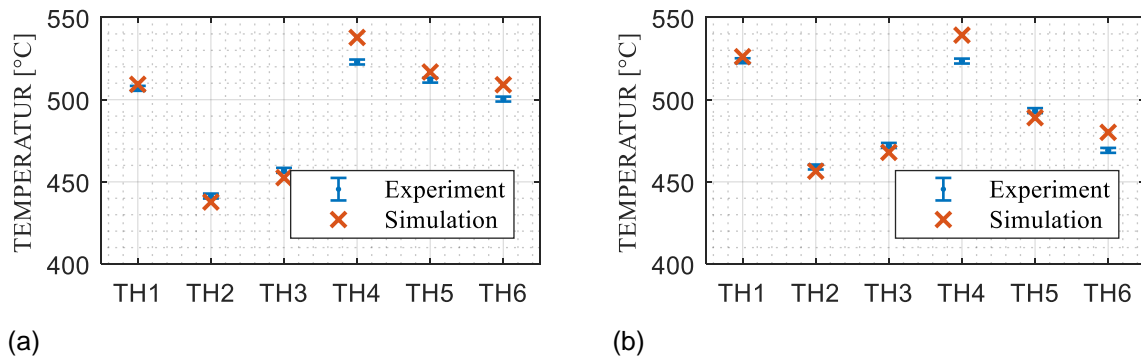 550
500
450
400
TEMPERATUR [°C]
Experiment
Simulation
TH1 TH2 TH3 TH4 TH5 TH6
(a)
550
500
450
400
TEMPERATUR [°C]
Experiment
Simulation
TH1 TH2 TH3 TH4 TH5 TH6
(b)